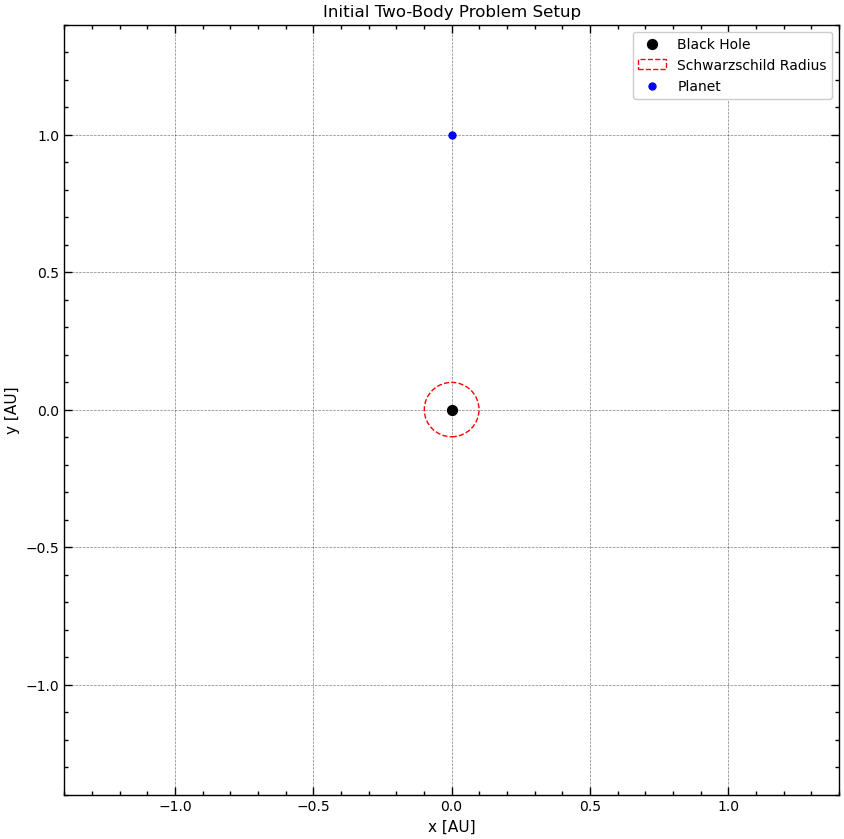 Initial Two-Body Problem Setup
Black Hole
Schwarzschild Radius
Planet
1.0
0.5
0.0
−0.5
−1.0
y [AU]
−1.0 −0.5 0.0 0.5 1.0
x [AU]